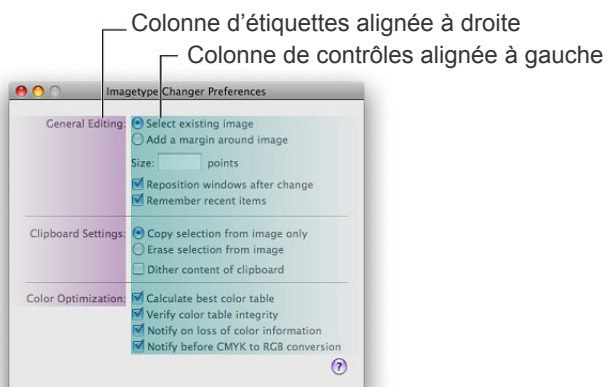 Colonne d’étiquettes alignée à droite
Colonne de contrôles alignée à gauche
Imagetype Changer Preferences
General Editing: Select existing image
Add a margin around image
Size: points
Reposition windows after change
Remember recent items
Clipboard Settings: Copy selection from image only
Erase selection from image
Dither content of clipboard
Color Optimization: Calculate best color table
Verify color table integrity
Notify on loss of color information
Notify before CMYK to RGB conversion
?